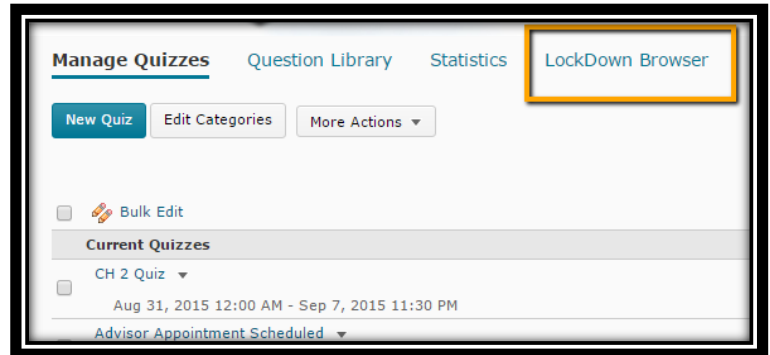 Manage Quizzes Question Library Statistics LockDown Browser
New Quiz Edit Categories More Actions
Bulk Edit
Current Quizzes
CH 2 Quiz
Aug 31, 2015 12:00 AM - Sep 7, 2015 11:30 PM
Advisor Appointment Scheduled